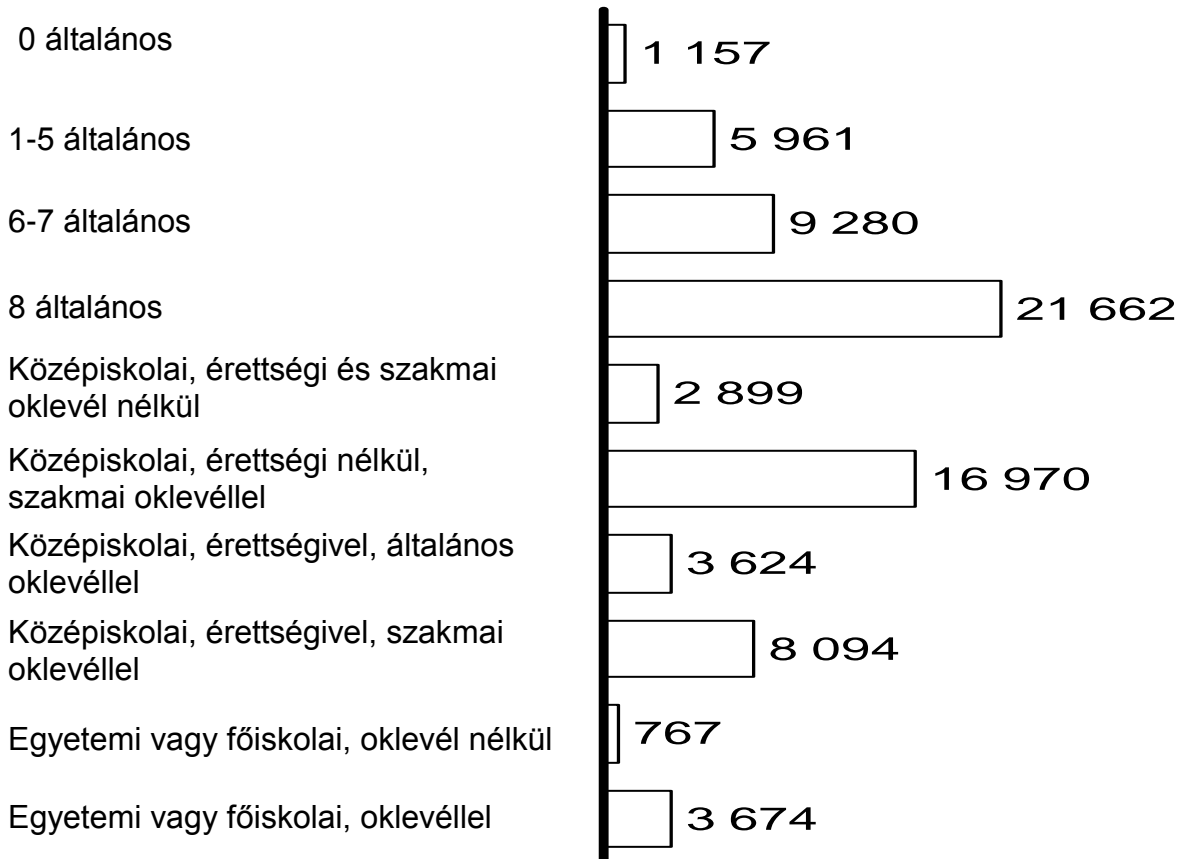 0 általános
1 157
1-5 általános
5 961
6-7 általános
9 280
8 általános
21 662
Középiskolai, érettségi és szakmai
oklevél nélkül
2 899
Középiskolai, érettségi nélkül,
szakmai oklevéllel
16 970
Középiskolai, érettségivel, általános
oklevéllel
3 624
Középiskolai, érettségivel, szakmai
oklevéllel
8 094
Egyetemi vagy főiskolai, oklevél nélkül
767
Egyetemi vagy főiskolai, oklevéllel
3 674